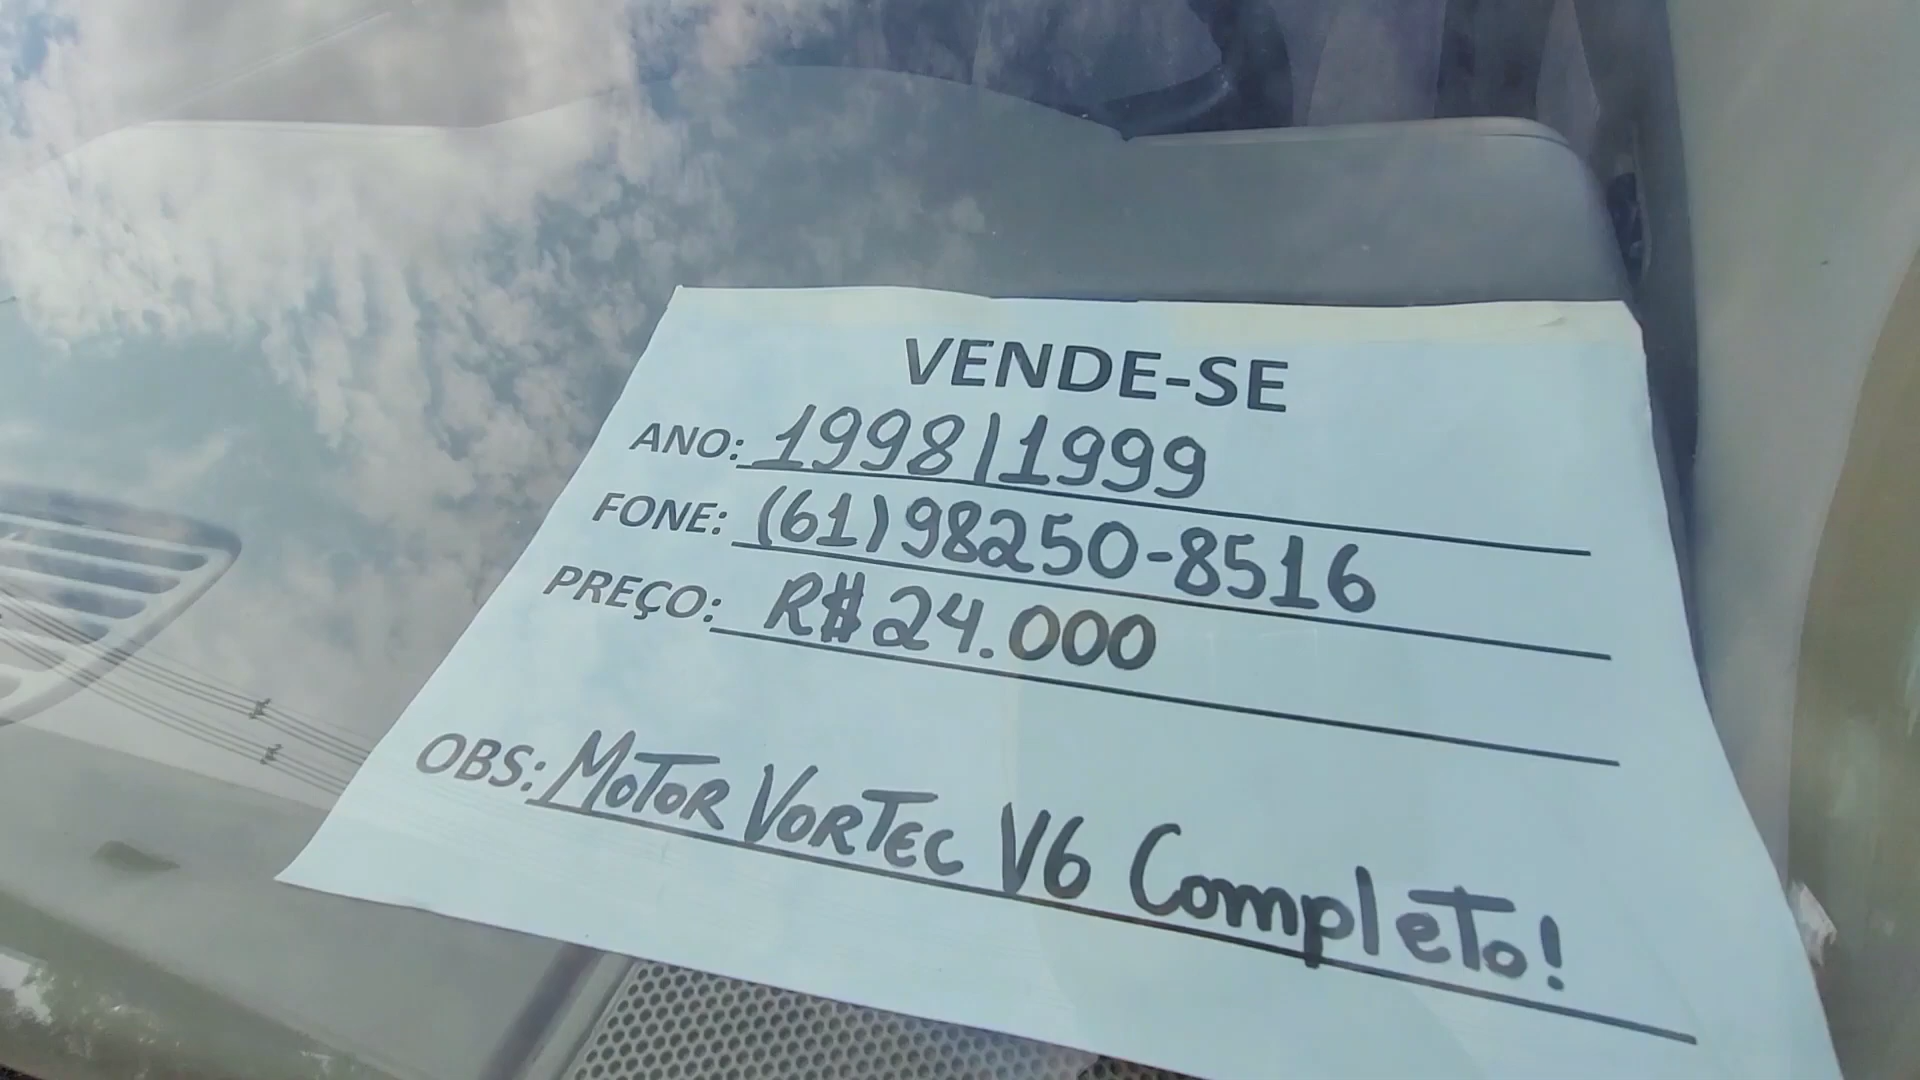 VENDE-SE
ANO: 1998|1999
FONE: (61)98250-8516
PREÇO: R$24.000
OBS: MOTOR VORTEC V6 COMPLETO!